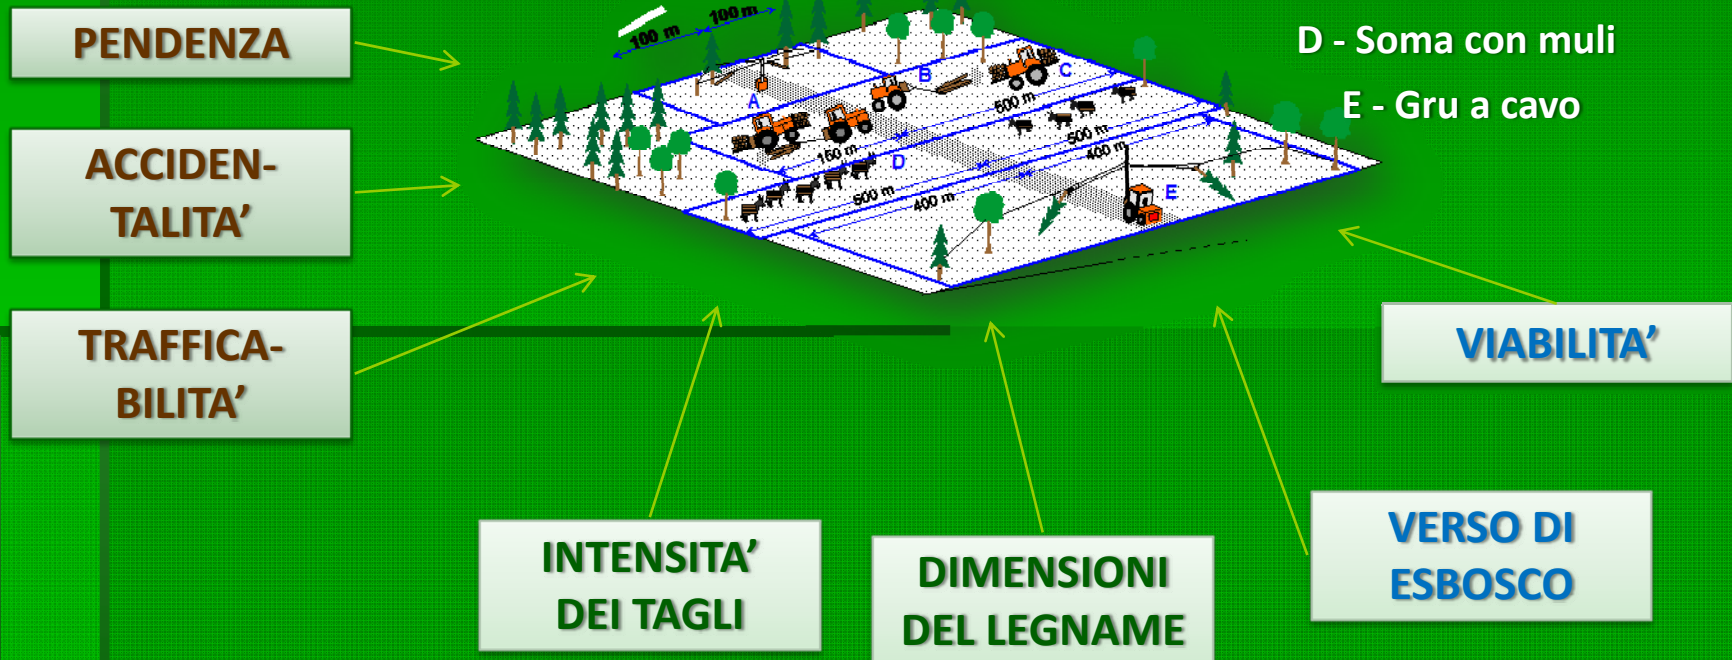 PENDENZA
ACCIDEN-
TALITA’
TRAFFICA-
BILITA’
100 m
100 m
A
B
C
500 m
150 m
D
500 m
400 m
500 m
400 m
E
D - Soma con muli
E - Gru a cavo
VIABILITA’
INTENSITA’
DEI TAGLI
DIMENSIONI
DEL LEGNAME
VERSO DI
ESBOSCO